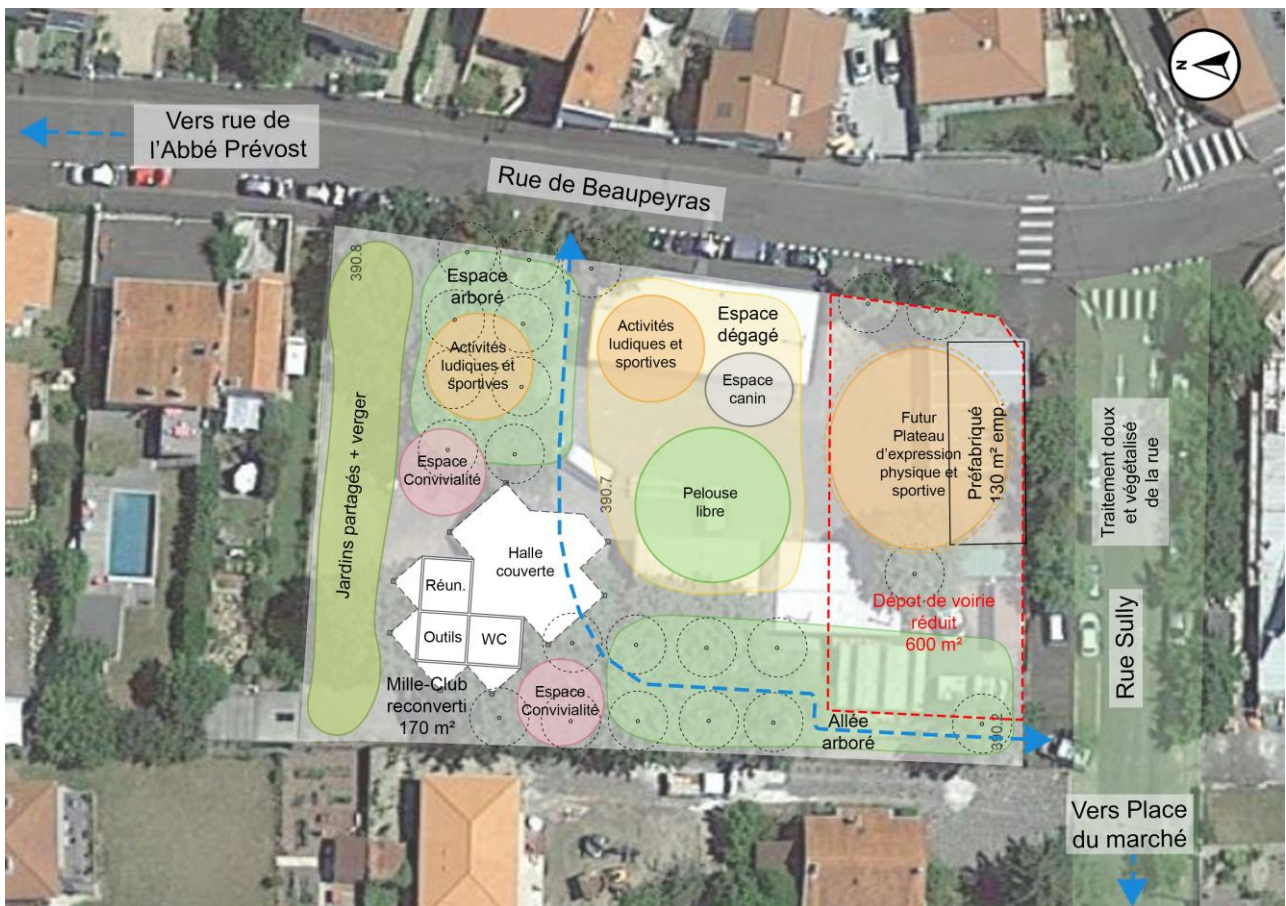 N
Vers rue de
l'Abbé Prévost
Rue de Beaupeyras
390.8
Espace
arboré
Activités
ludiques et
sportives
Espace
Convivialité
Jardins partagés + verger
Activités
ludiques et
sportives
Espace
dégagé
Espace
canin
390.7
Pelouse
libre
Futur
Plateau
d'expression
physique et
sportive
Préfabriqué
130 m² emp.
Traitement doux
et végétalisé
de la rue
Halle
couverte
Réun.
Outils
WC
Dépot de voirie
réduit
600 m²
Rue Sully
Mille-Club
reconverti
170 m²
Espace
Convivialité
Allée
arboré
390.2
Vers Place
du marché